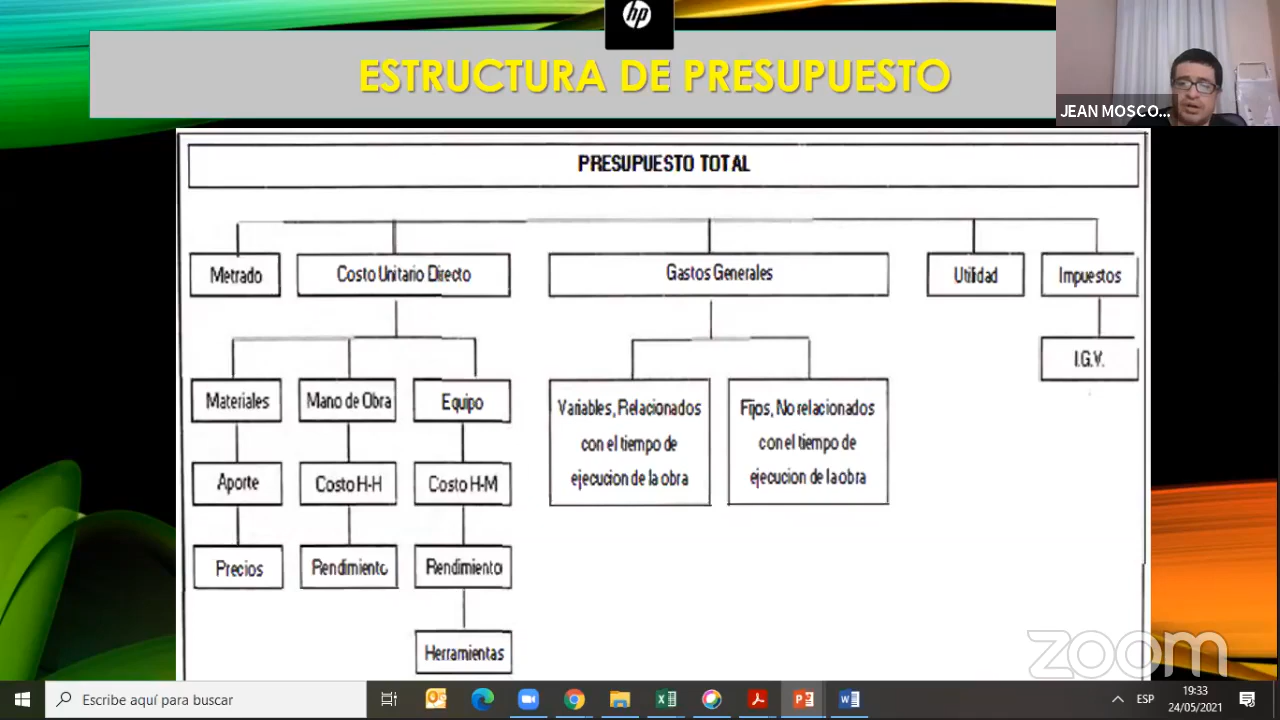 hp
ESTRUCTURA DE PRESUPUESTO
JEAN MOSCO...
PRESUPUESTO TOTAL
Metrado
Costo Unitario Directo
Gastos Generales
Utilidad
Impuestos
I.G.V.
Materiales
Mano de Obra
Equipo
Variables, Relacionados
con el tiempo de
ejecucion de la obra
Fijos, No relacionados
con el tiempo de
ejecucion de la obra
Aporte
Costo H-H
Costo H-M
Precios
Rendimiento
Rendimiento
Herramientas
zoom
Escribe aquí para buscar
ESP
19:33
24/05/2021